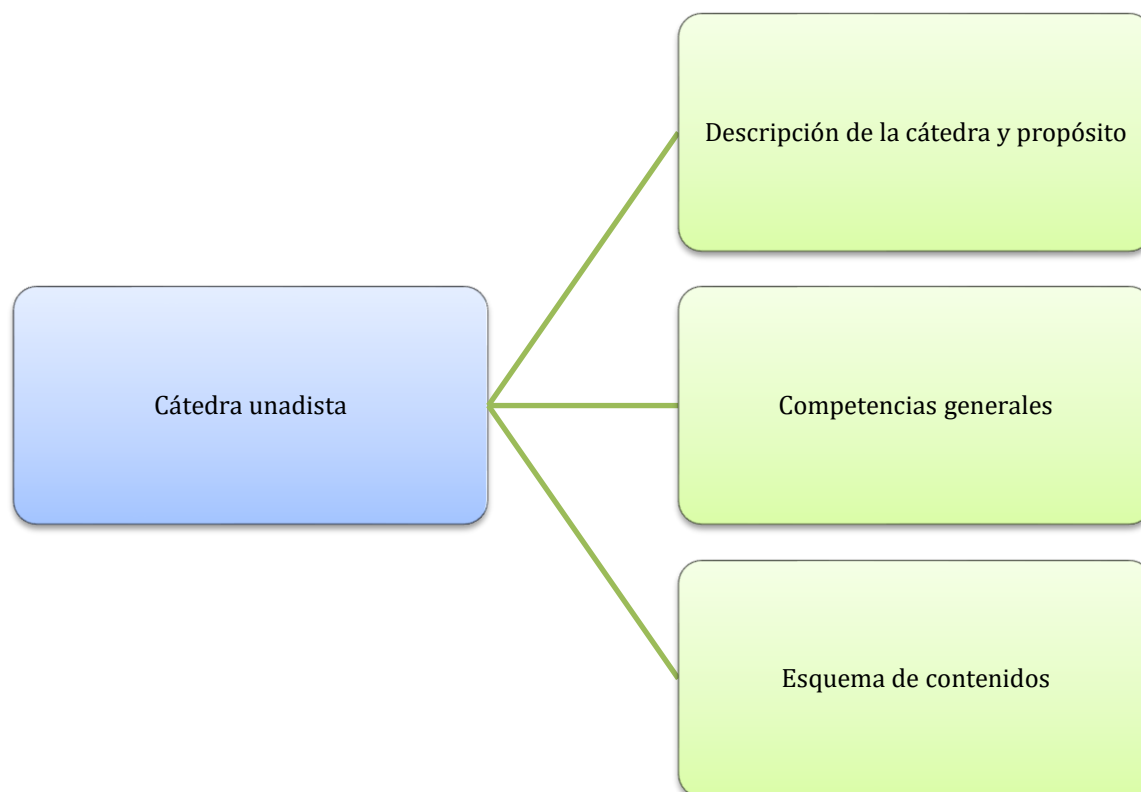 Descripción de la cátedra y propósito
Cátedra unadista
Competencias generales
Esquema de contenidos